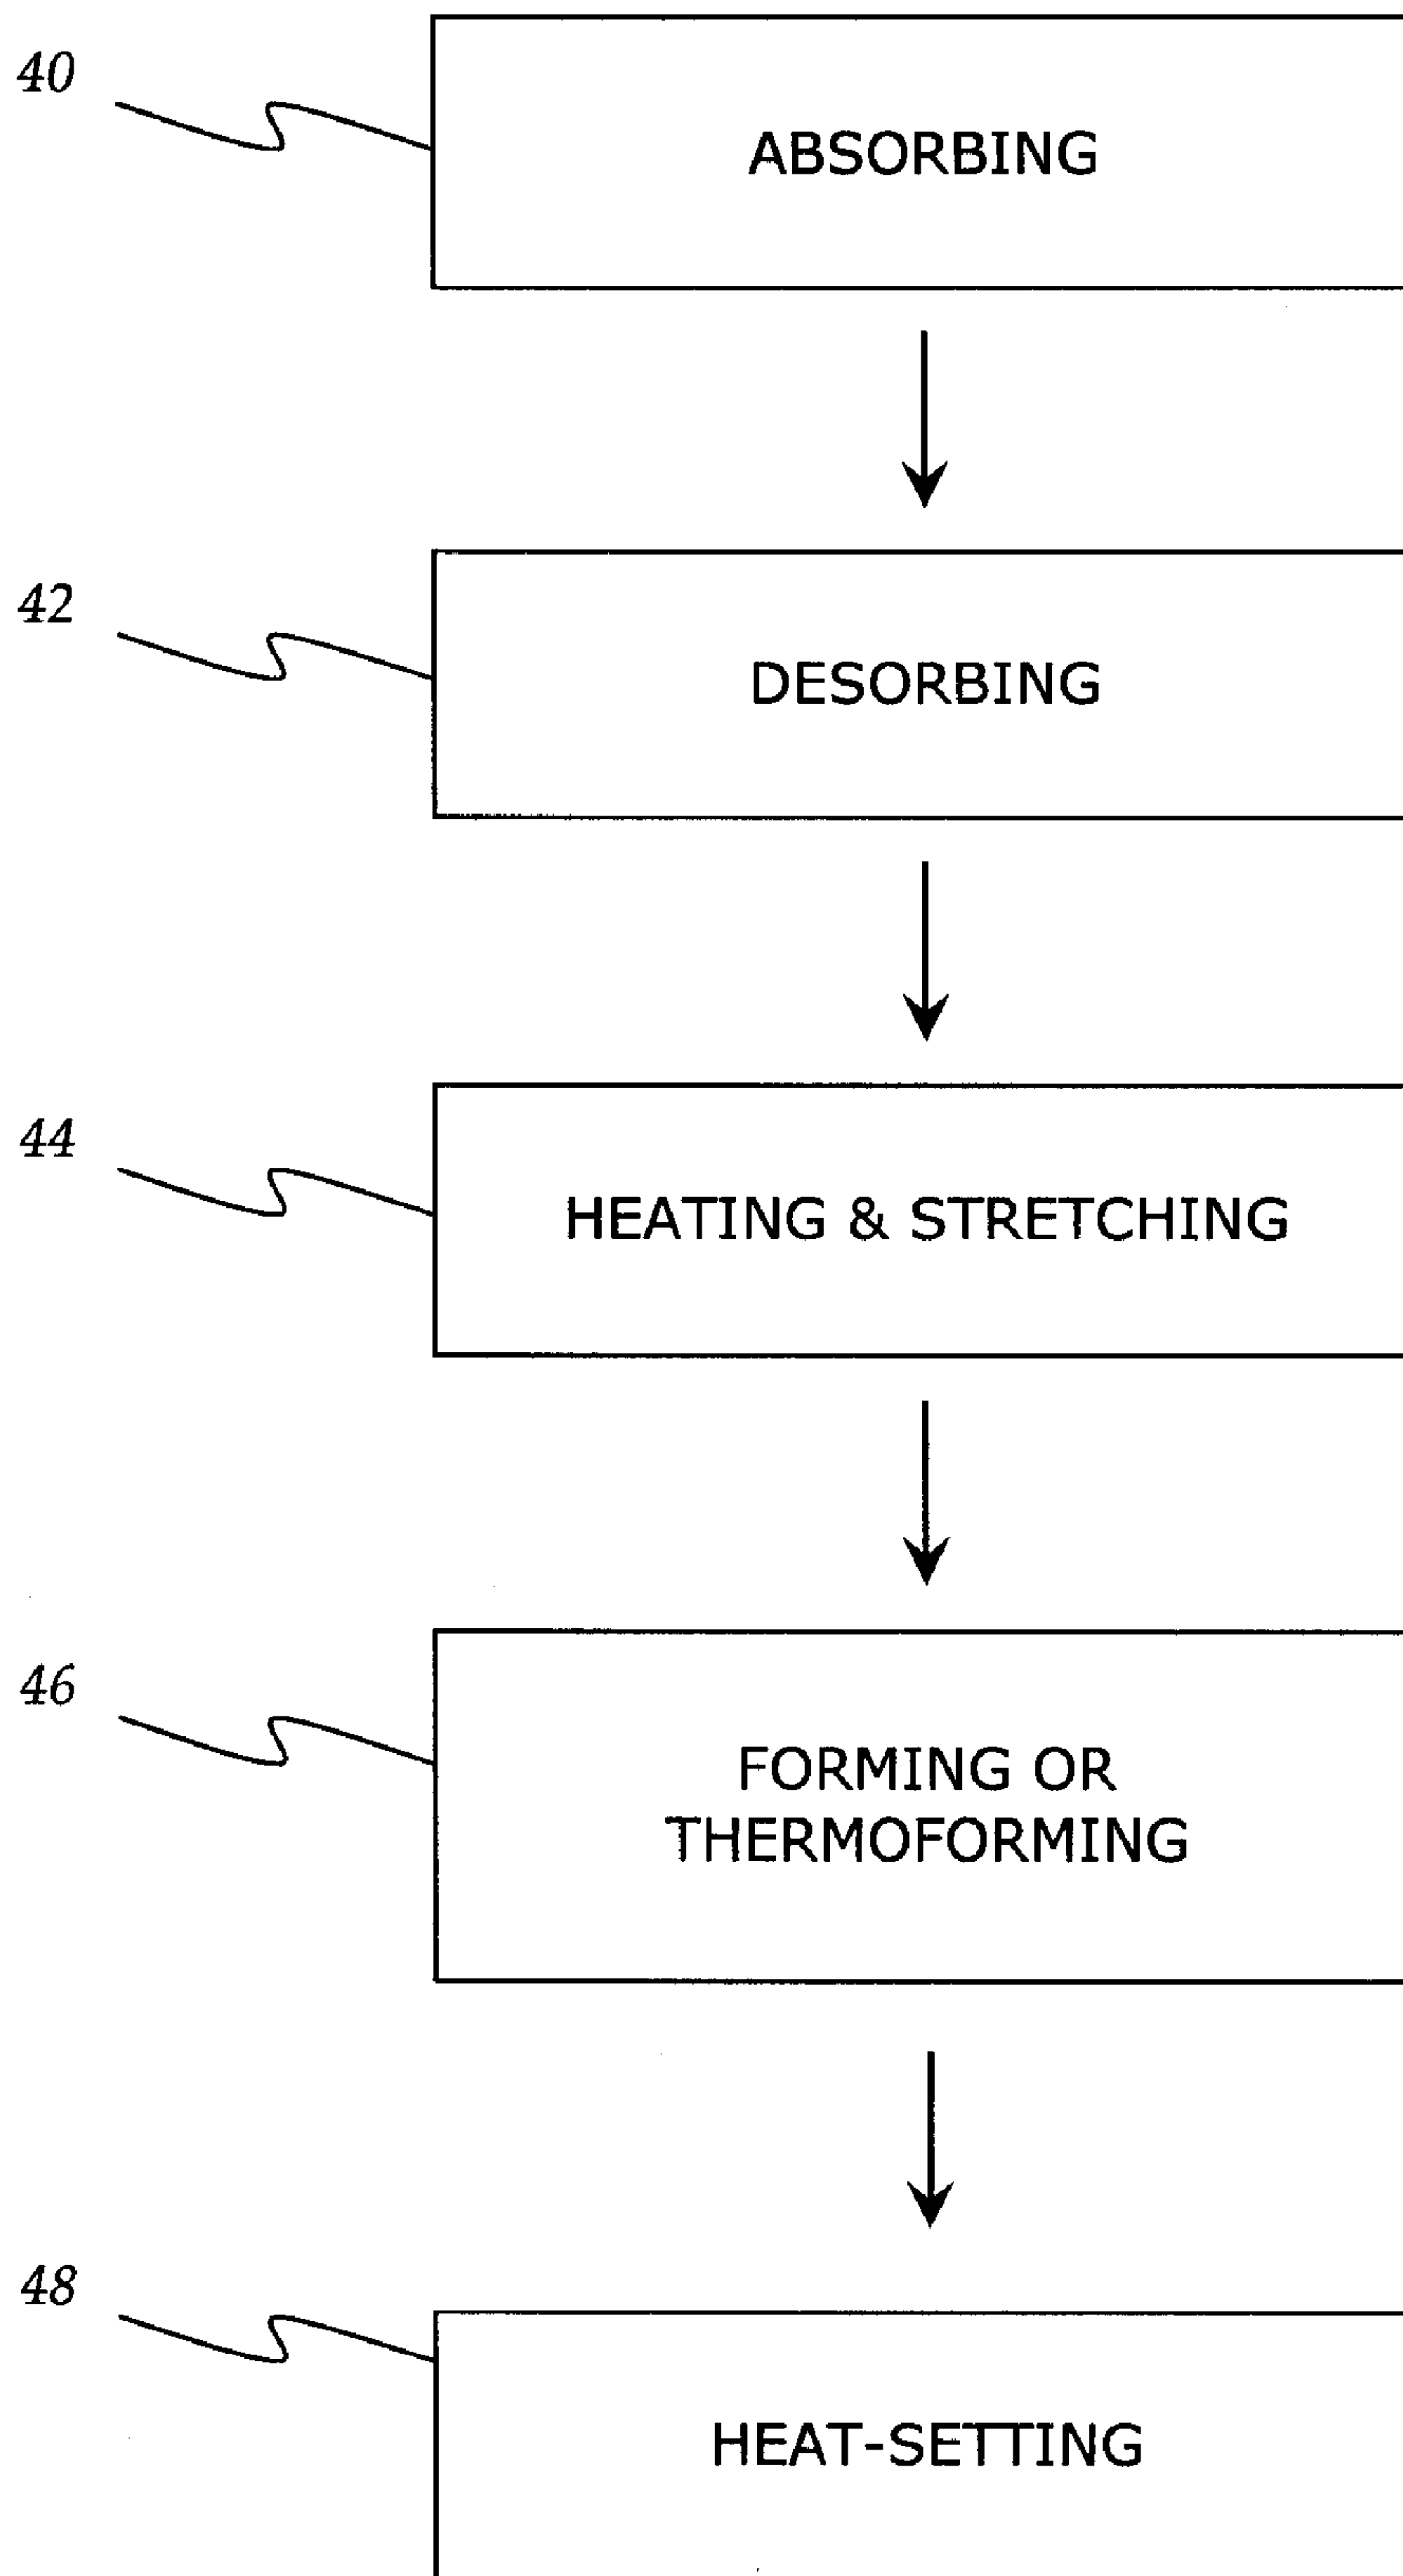 40
ABSORBING
42
DESORBING
44
HEATING & STRETCHING
46
FORMING OR
THERMOFORMING
48
HEAT-SETTING